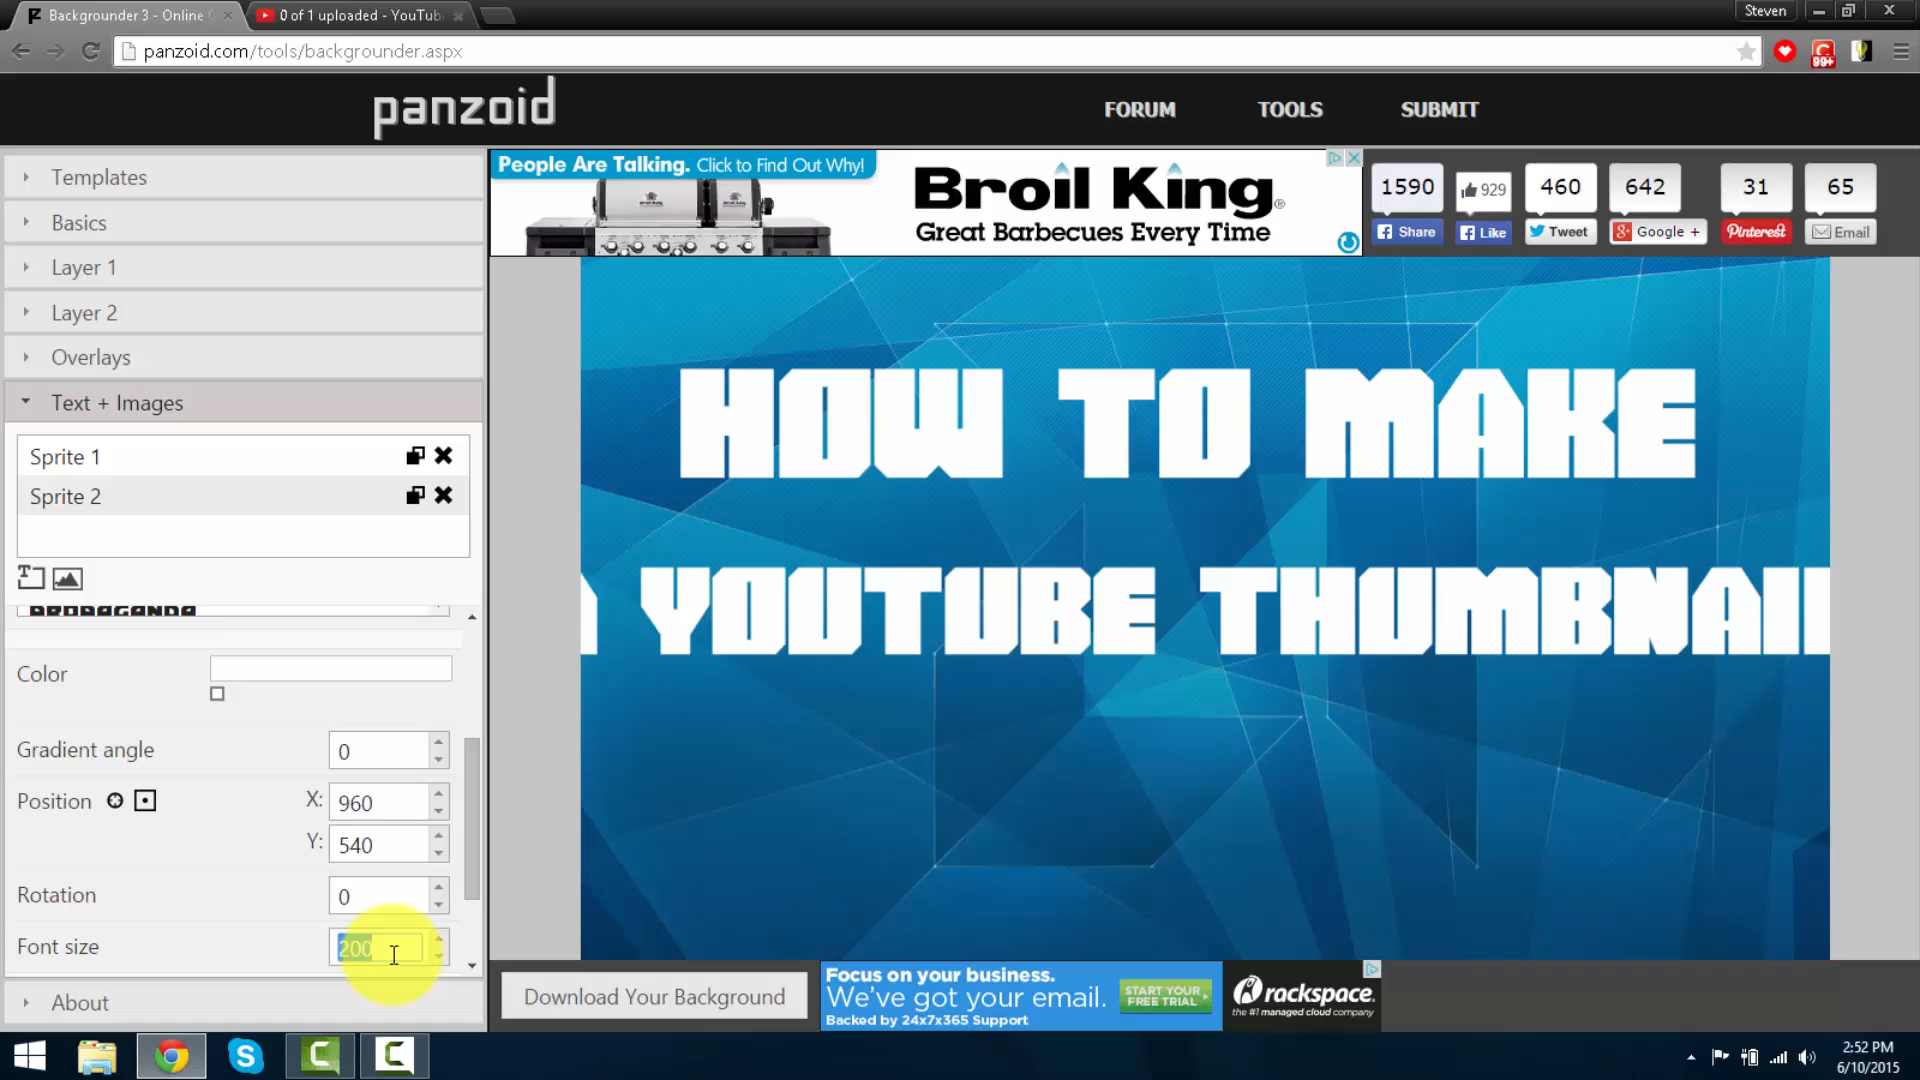 Backgrounder 3 - Online
0 of 1 uploaded - YouTub
Steven
panzoid.com/tools/backgrounder.aspx
99+
panzoid
FORUM
TOOLS
SUBMIT
Templates
Basics
Layer 1
Layer 2
Overlays
Text + Images
Sprite 1
Sprite 2
PROPAGANDA
Color
Gradient angle
0
Position
X:
960
Y:
540
Rotation
0
Font size
200
About
People Are Talking. Click to Find Out Why!
Broil King®
Great Barbecues Every Time
1590
929
460
642
31
65
Share
Like
Tweet
Google +
Pinterest
Email
HOW TO MAKE
A YOUTUBE THUMBNAIL
Download Your Background
Focus on your business.
We've got your email.
Backed by 24x7x365 Support
START YOUR
FREE TRIAL
rackspace.
the #1 managed cloud company
2:52 PM
6/10/2015